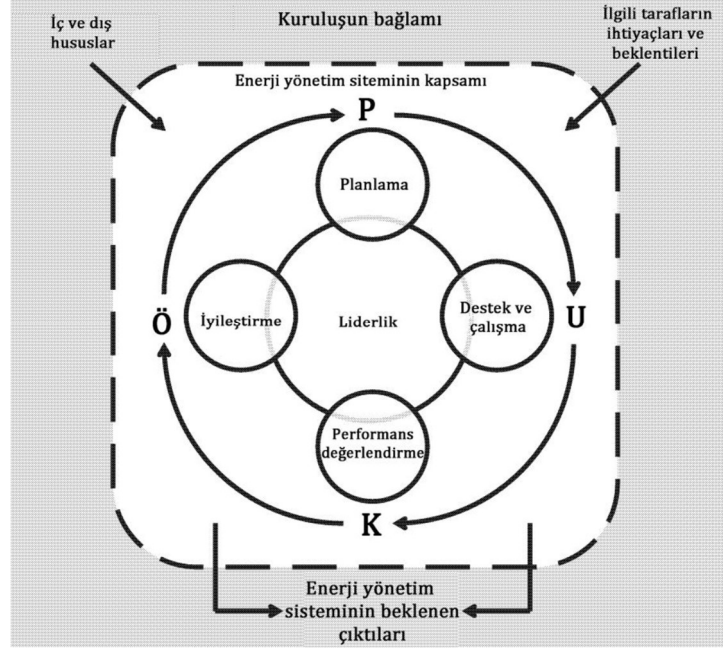 Kuruluşun bağlamı
İç ve dış
hususlar
İlgili tarafların
ihtiyaçları ve
beklentileri
Enerji yönetim siteminin kapsamı
P
Planlama
Ö
İyileştirme
Liderlik
Destek ve
çalışma
U
Performans
değerlendirme
K
Enerji yönetim
sisteminin beklenen
çıktıları